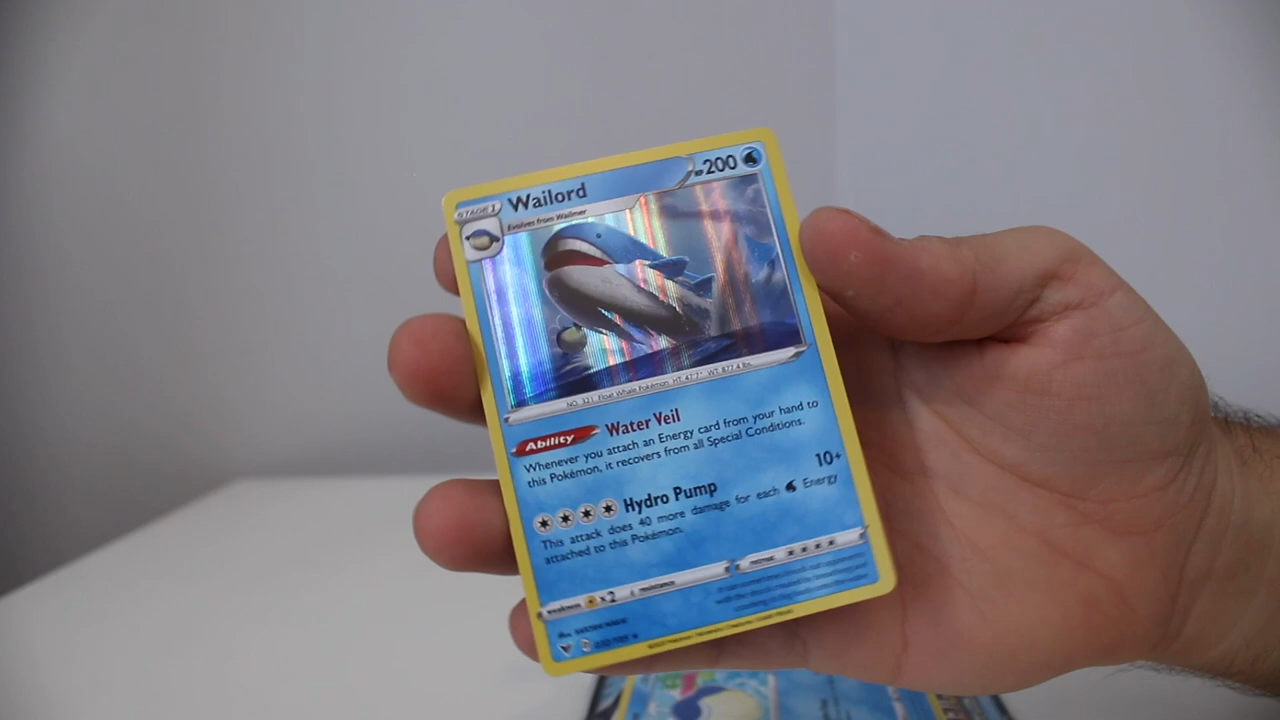 STAGE 1 Wailord HP 200
Evolves from Wailmer
NO. 321 Float Whale Pokémon HT: 47'7" WT: 877.4 lbs.
Ability Water Veil
Whenever you attach an Energy card from your hand to
this Pokémon, it recovers from all Special Conditions.
Hydro Pump 10+
This attack does 40 more damage for each Energy
attached to this Pokémon.
weakness x2 resistance retreat